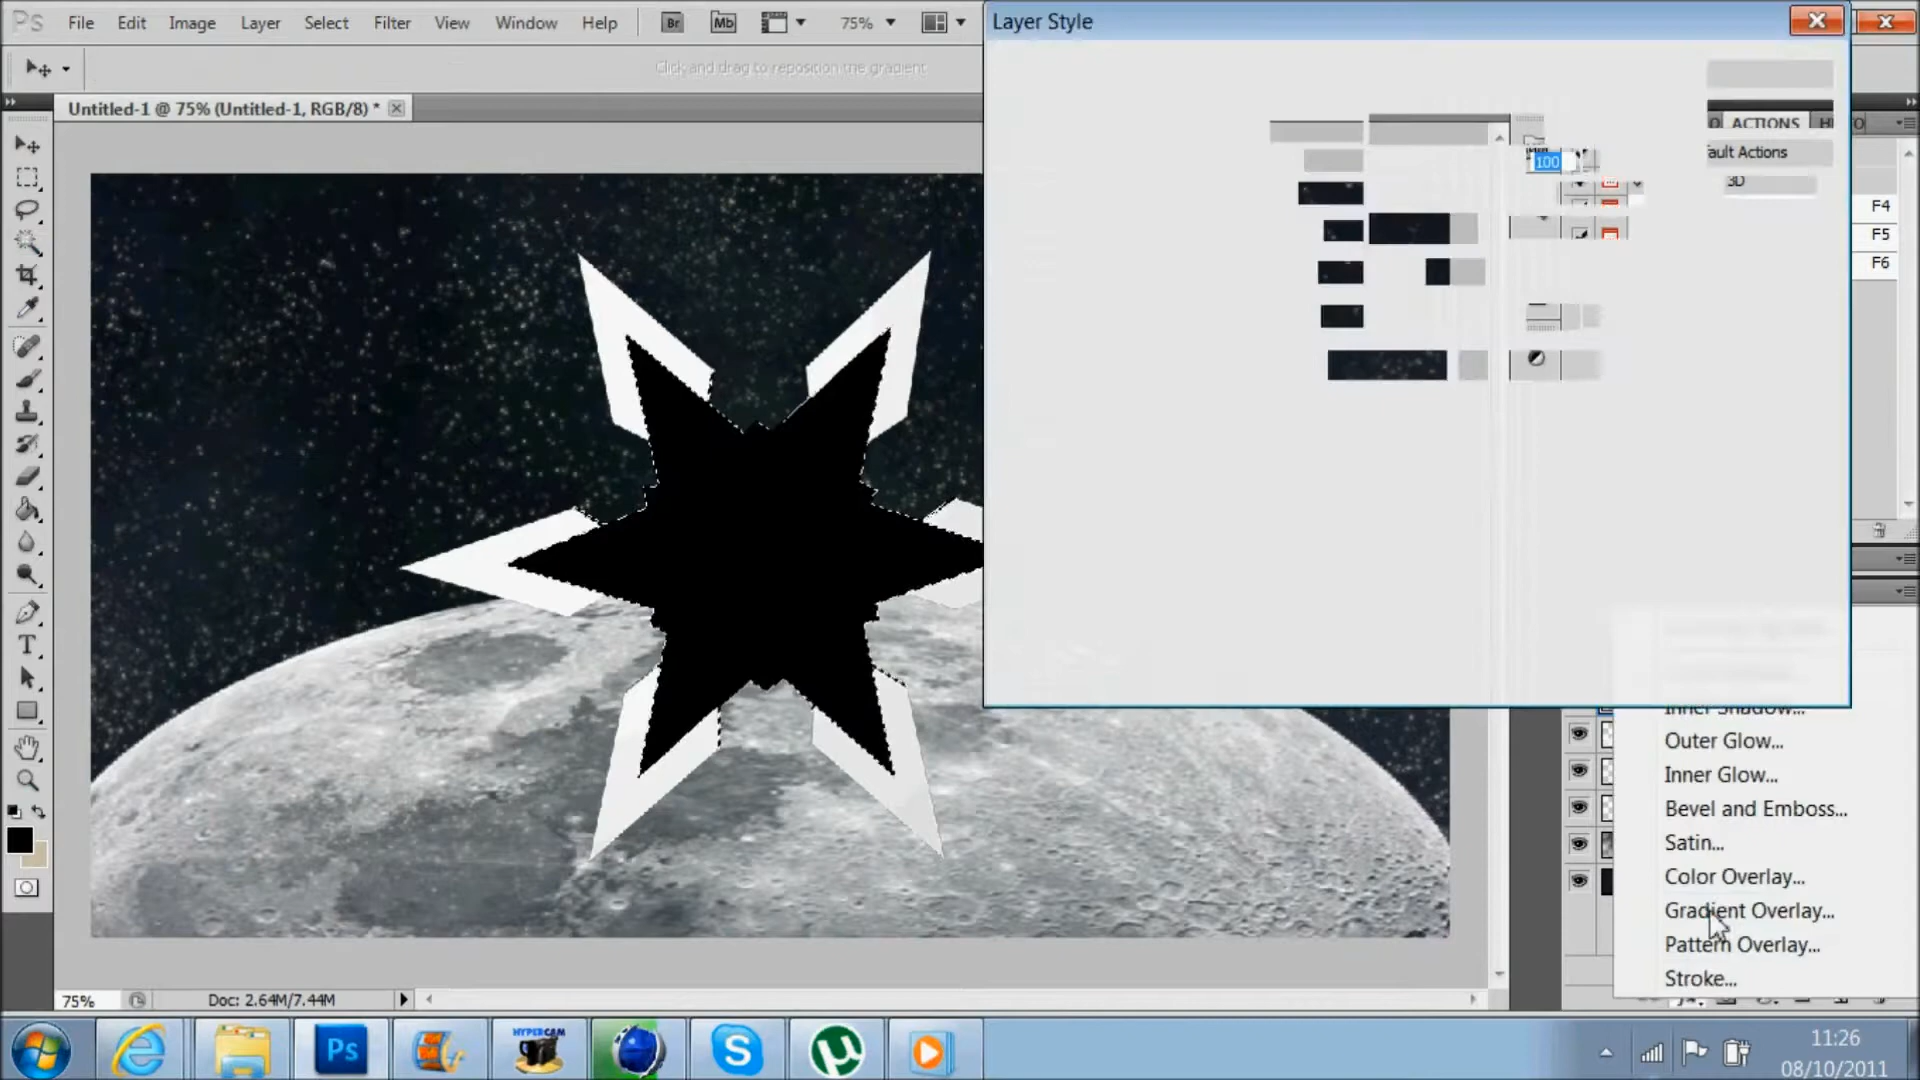 Ps File Edit Image Layer Select Filter View Window Help Br Mb 75%
Layer Style
Click and drag to reposition the gradient
Untitled-1 @ 75% (Untitled-1, RGB/8) *
ACTIONS
100
ault Actions
3D
F4
F5
F6
Inner Shadow...
Outer Glow...
Inner Glow...
Bevel and Emboss...
Satin...
Color Overlay...
Gradient Overlay...
Pattern Overlay...
Stroke...
75% Doc: 2.64M/7.44M
Ps HYPERCAM
11:26
08/10/2011